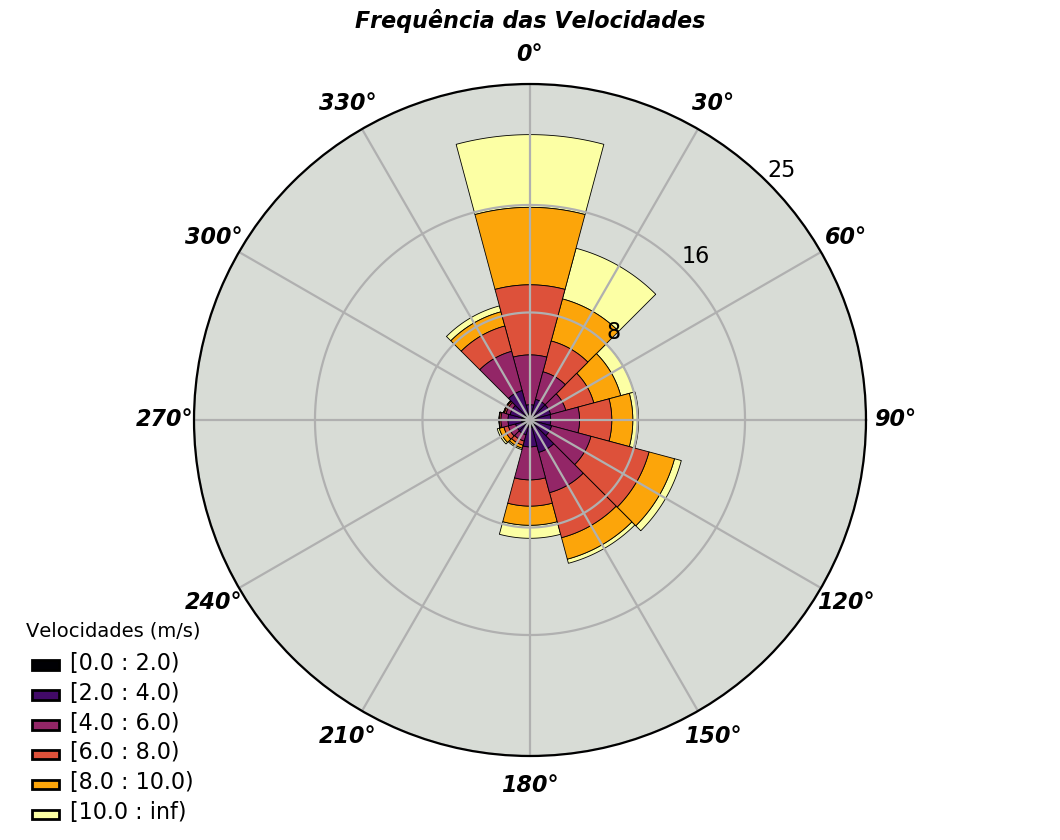 Frequência das Velocidades
0°
30°
60°
90°
120°
150°
180°
210°
240°
270°
300°
330°
25
16
8
Velocidades (m/s)
[0.0 : 2.0)
[2.0 : 4.0)
[4.0 : 6.0)
[6.0 : 8.0)
[8.0 : 10.0)
[10.0 : inf)